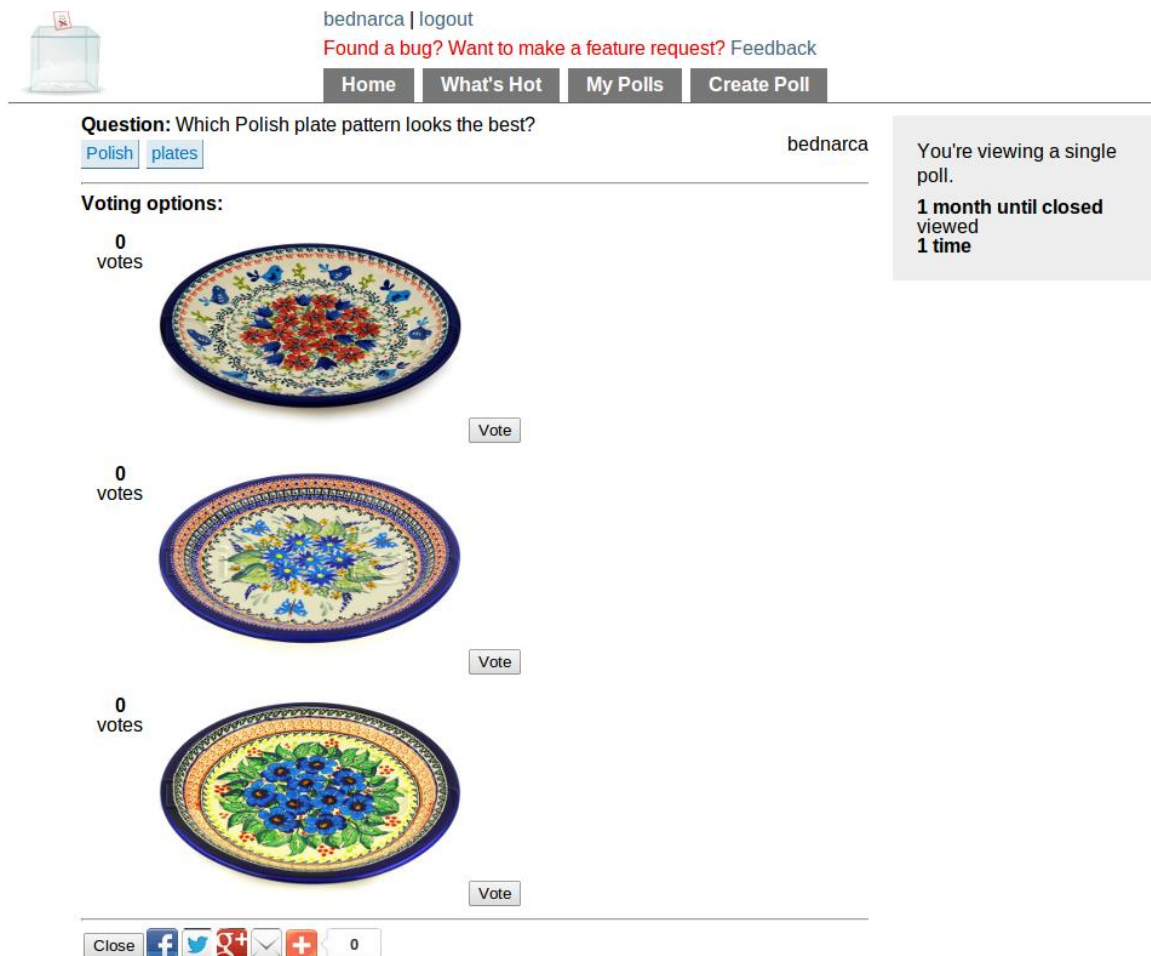 bednarca | logout
Found a bug? Want to make a feature request? Feedback
Home What's Hot My Polls Create Poll
Question: Which Polish plate pattern looks the best?
Polish plates
bednarca
You're viewing a single
poll.
1 month until closed
viewed
1 time
Voting options:
0
votes
Vote
0
votes
Vote
0
votes
Vote
Close f g+ + 0